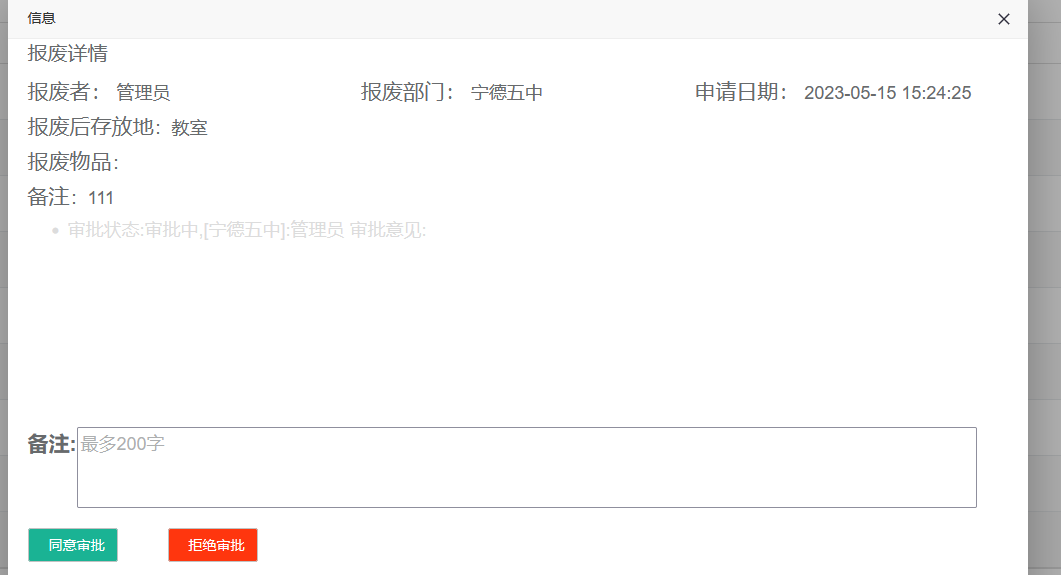 信息
报废详情
报废者： 管理员 报废部门： 宁德五中 申请日期： 2023-05-15 15:24:25
报废后存放地：教室
报废物品：
备注：111
审批状态:审批中,[宁德五中]:管理员 审批意见:
备注: 最多200字
同意审批 拒绝审批